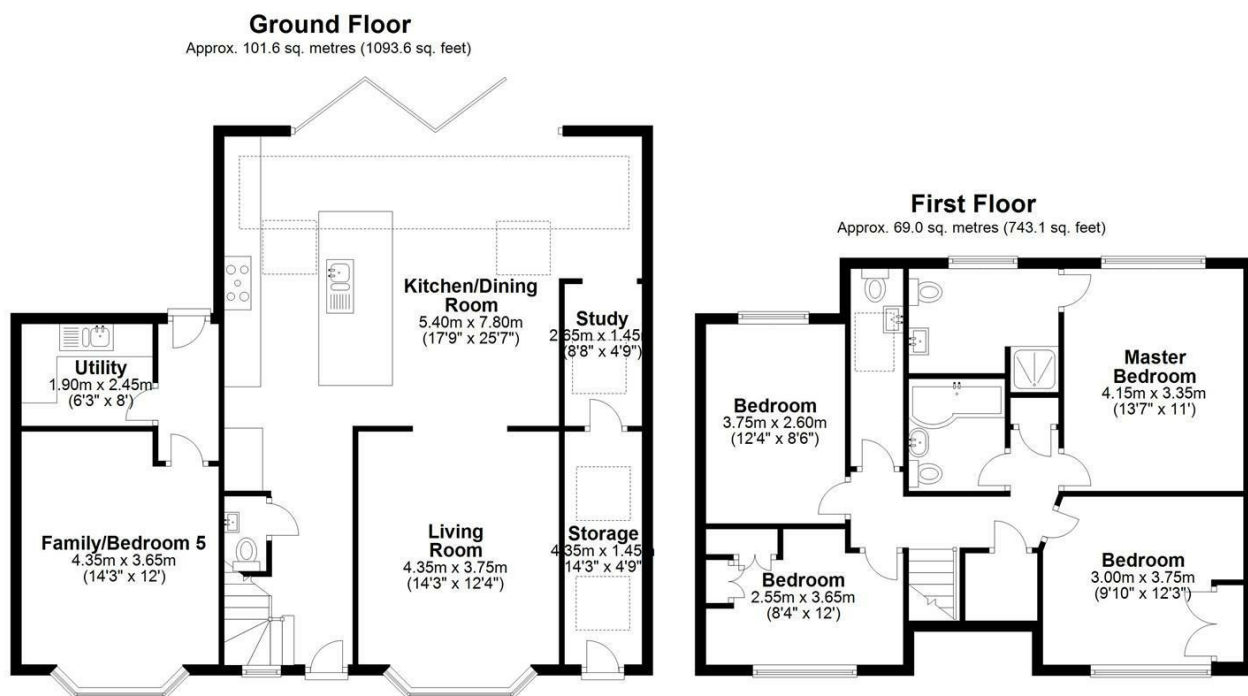 Ground Floor
Approx. 101.6 sq. metres (1093.6 sq. feet)
Kitchen/Dining
Room
5.40m x 7.80m
(17'9" x 25'7")
Study
2.65m x 1.45m
(8'8" x 4'9")
Utility
1.90m x 2.45m
(6'3" x 8')
Family/Bedroom 5
4.35m x 3.65m
(14'3" x 12')
Living
Room
4.35m x 3.75m
(14'3" x 12'4")
Storage
4.35m x 1.45m
(14'3" x 4'9")
First Floor
Approx. 69.0 sq. metres (743.1 sq. feet)
Master
Bedroom
4.15m x 3.35m
(13'7" x 11')
Bedroom
3.75m x 2.60m
(12'4" x 8'6")
Bedroom
2.55m x 3.65m
(8'4" x 12')
Bedroom
3.00m x 3.75m
(9'10" x 12'3")